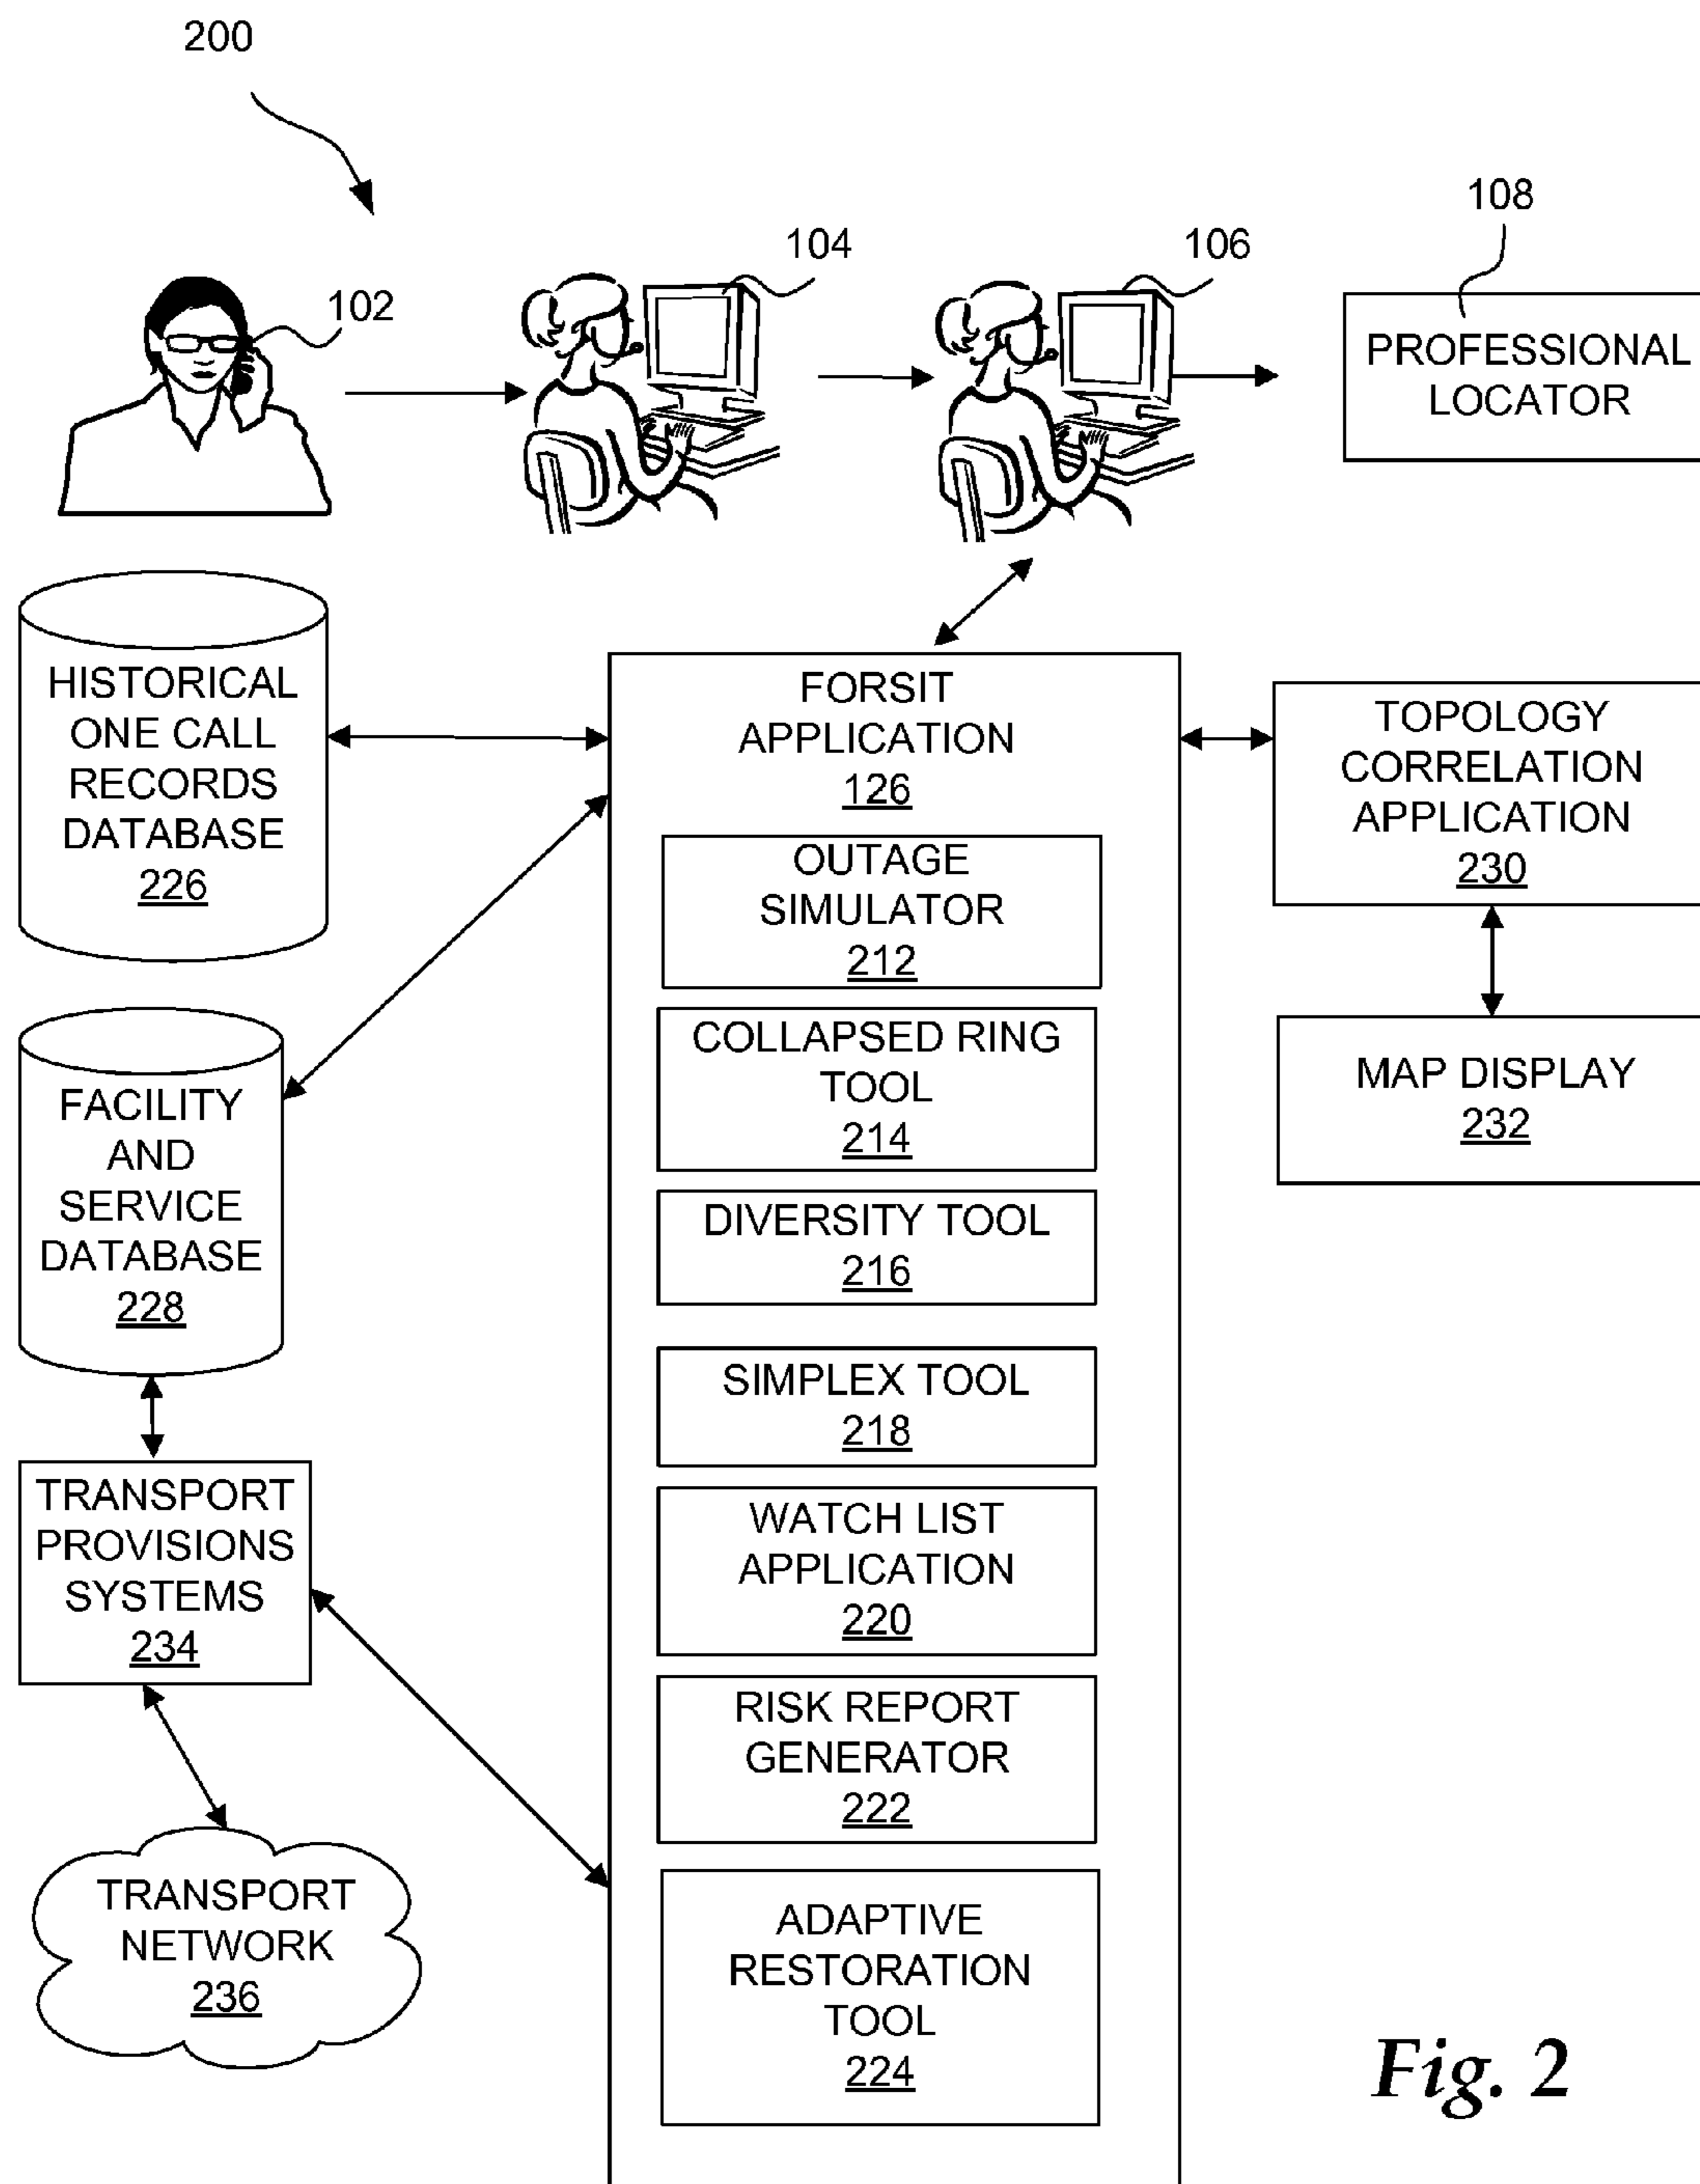 200
102
104
106
108
PROFESSIONAL
LOCATOR
HISTORICAL
ONE CALL
RECORDS
DATABASE
226
FORSIT
APPLICATION
126
TOPOLOGY
CORRELATION
APPLICATION
230
OUTAGE
SIMULATOR
212
COLLAPSED RING
TOOL
214
MAP DISPLAY
232
FACILITY
AND
SERVICE
DATABASE
228
DIVERSITY TOOL
216
SIMPLEX TOOL
218
TRANSPORT
PROVISIONS
SYSTEMS
234
WATCH LIST
APPLICATION
220
RISK REPORT
GENERATOR
222
TRANSPORT
NETWORK
236
ADAPTIVE
RESTORATION
TOOL
224
Fig. 2